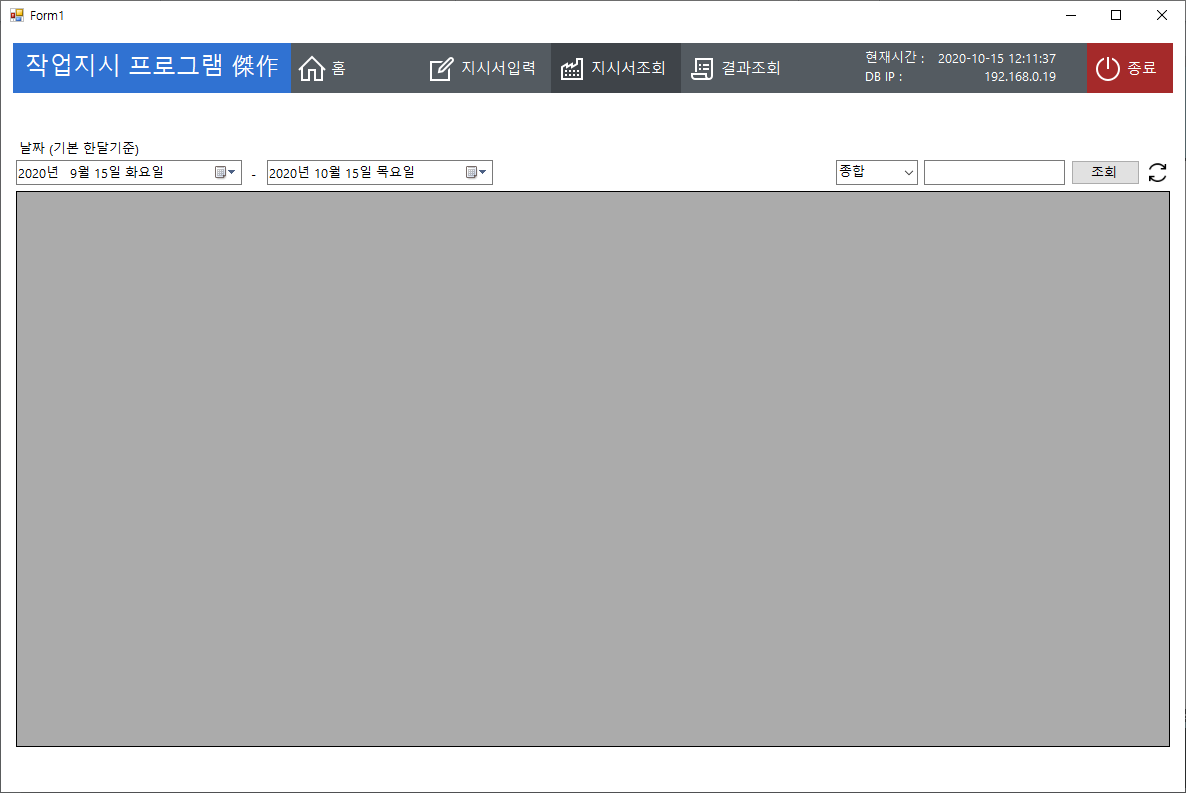 Form1
작업지시 프로그램 傑作
홈
지시서입력
지시서조회
결과조회
현재시간 : 2020-10-15 12:11:37
DB IP : 192.168.0.19
종료
날짜 (기본 한달기준)
2020년 9월 15일 화요일 - 2020년 10월 15일 목요일
종합
조회